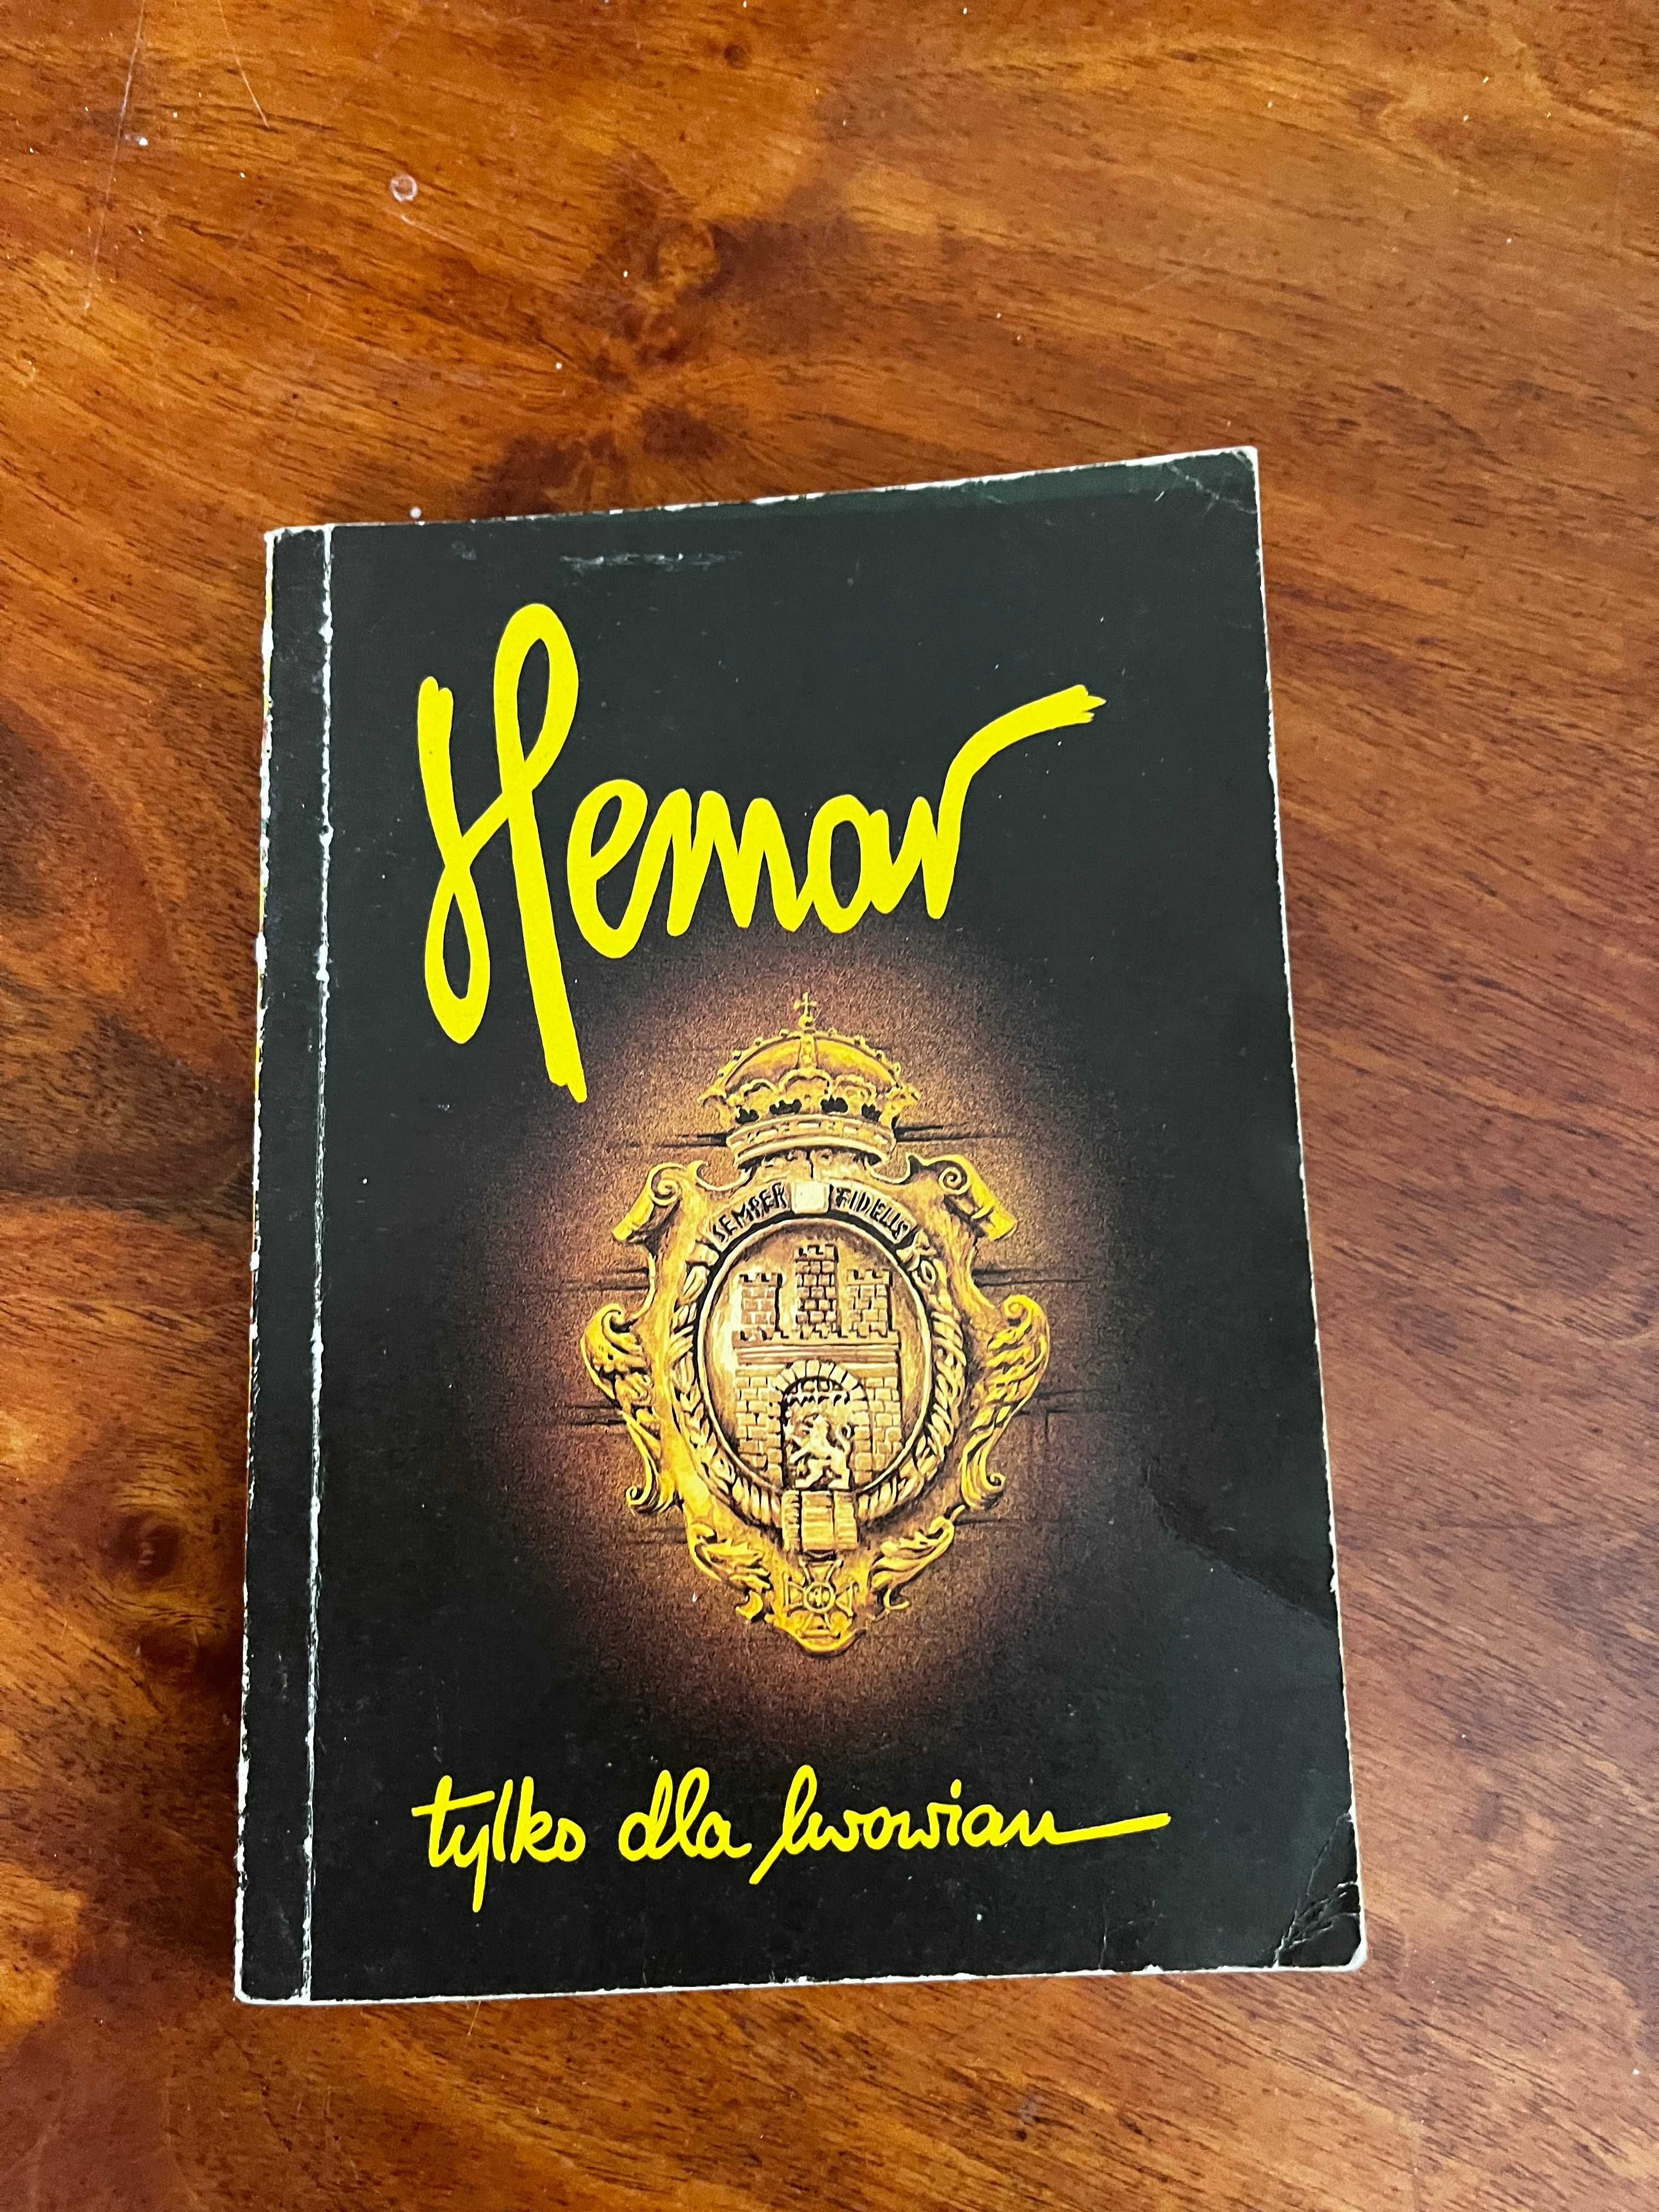 Hemar
SEMPER FIDELIS
tylko dla lwowian